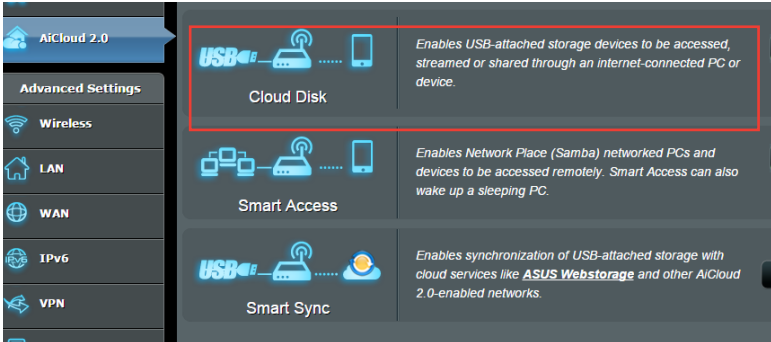 AiCloud 2.0
Advanced Settings
Wireless
LAN
WAN
IPv6
IPv6
VPN
USB
Cloud Disk
Enables USB-attached storage devices to be accessed,
streamed or shared through an internet-connected PC or
device.
Smart Access
Enables Network Place (Samba) networked PCs and
devices to be accessed remotely. Smart Access can also
wake up a sleeping PC.
USB
Smart Sync
Enables synchronization of USB-attached storage with
cloud services like ASUS Webstorage and other AiCloud
2.0-enabled networks.